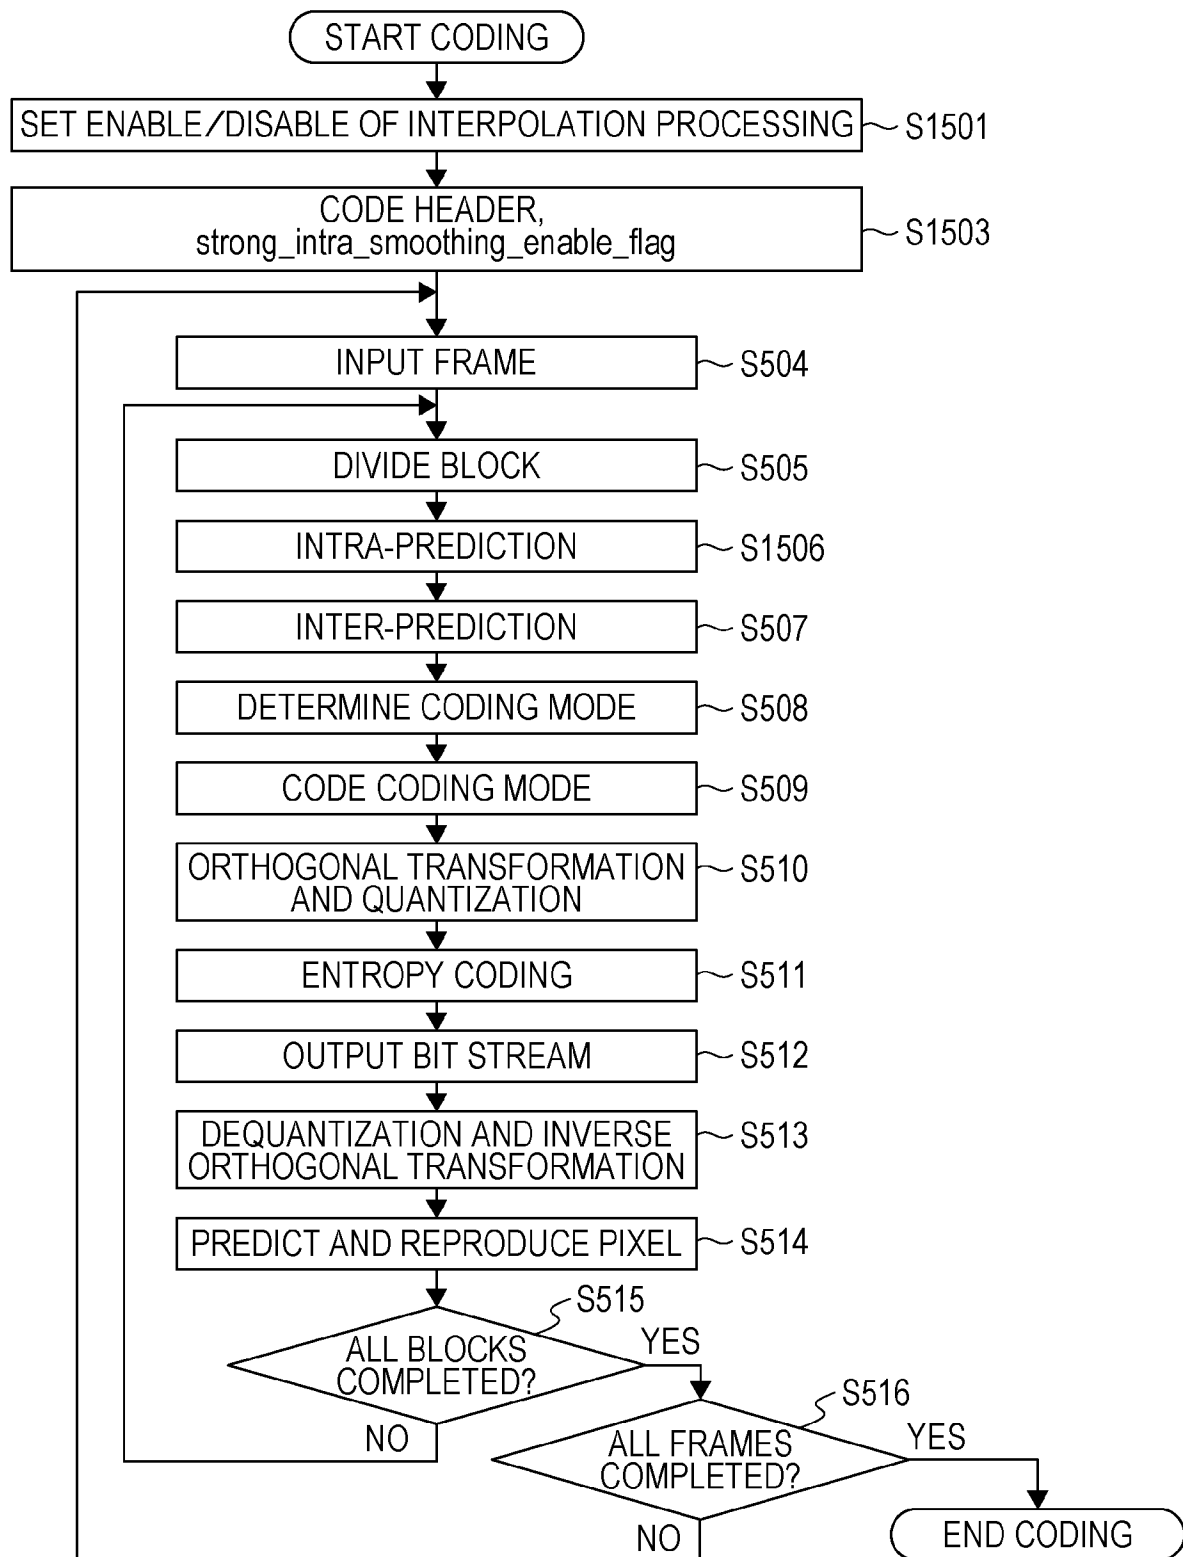 START CODING
SET ENABLE/DISABLE OF INTERPOLATION PROCESSING
S1501
CODE HEADER,
strong_intra_smoothing_enable_flag
S1503
INPUT FRAME
S504
DIVIDE BLOCK
S505
INTRA-PREDICTION
S1506
INTER-PREDICTION
S507
DETERMINE CODING MODE
S508
CODE CODING MODE
S509
ORTHOGONAL TRANSFORMATION
AND QUANTIZATION
S510
ENTROPY CODING
S511
OUTPUT BIT STREAM
S512
DEQUANTIZATION AND INVERSE
ORTHOGONAL TRANSFORMATION
S513
PREDICT AND REPRODUCE PIXEL
S514
S515
ALL BLOCKS
COMPLETED?
YES
NO
S516
ALL FRAMES
COMPLETED?
YES
NO
END CODING